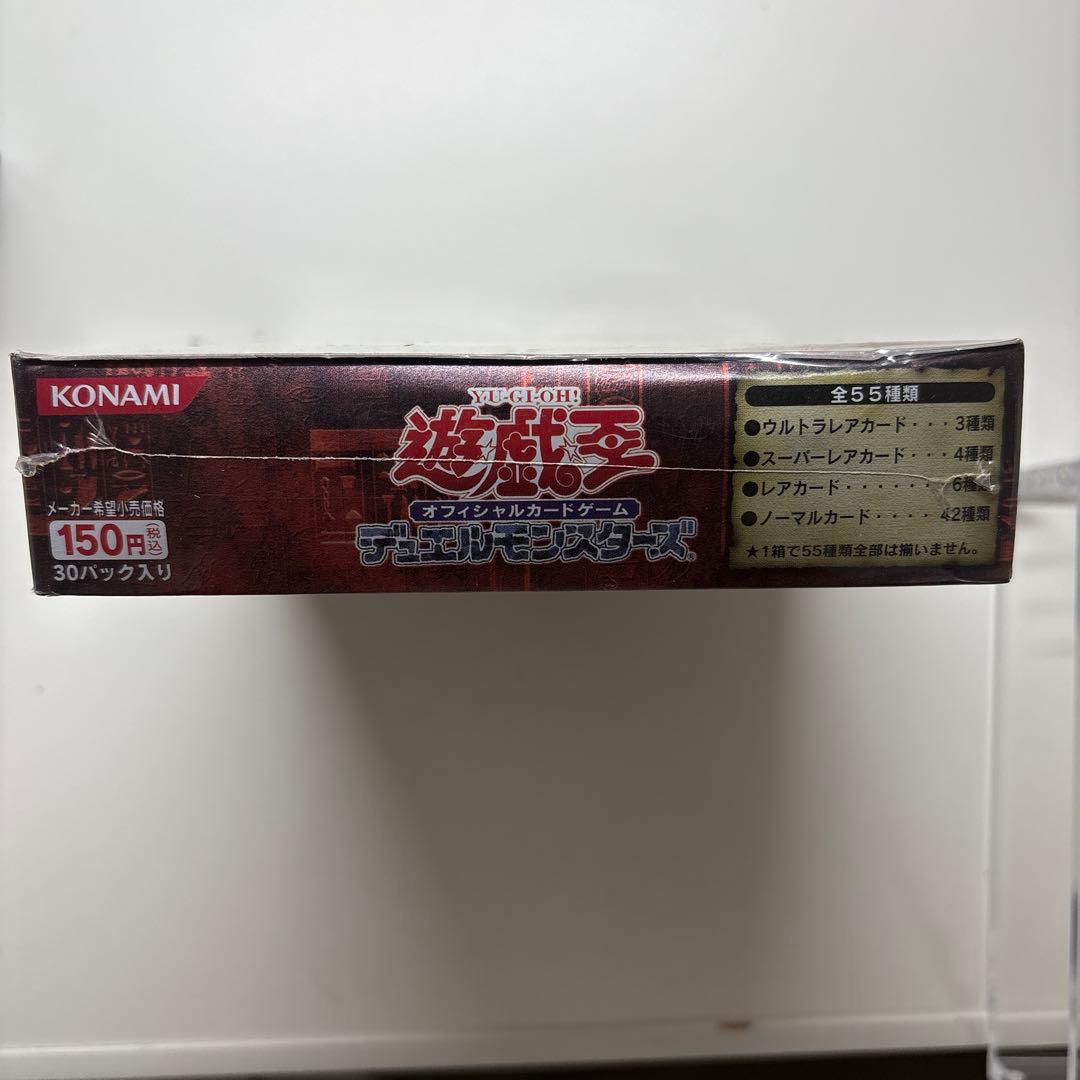 KONAMI
メーカー希望小売価格
150円税込
30パック入り
YU-GI-OH!
遊戯王
オフィシャルカードゲーム
デュエルモンスターズ®
全55種類
●ウルトラレアカード・・・3種類
●スーパーレアカード・・・4種類
●レアカード・・・・・・6種類
●ノーマルカード・・・・42種類
★1箱で55種類全部は揃いません。